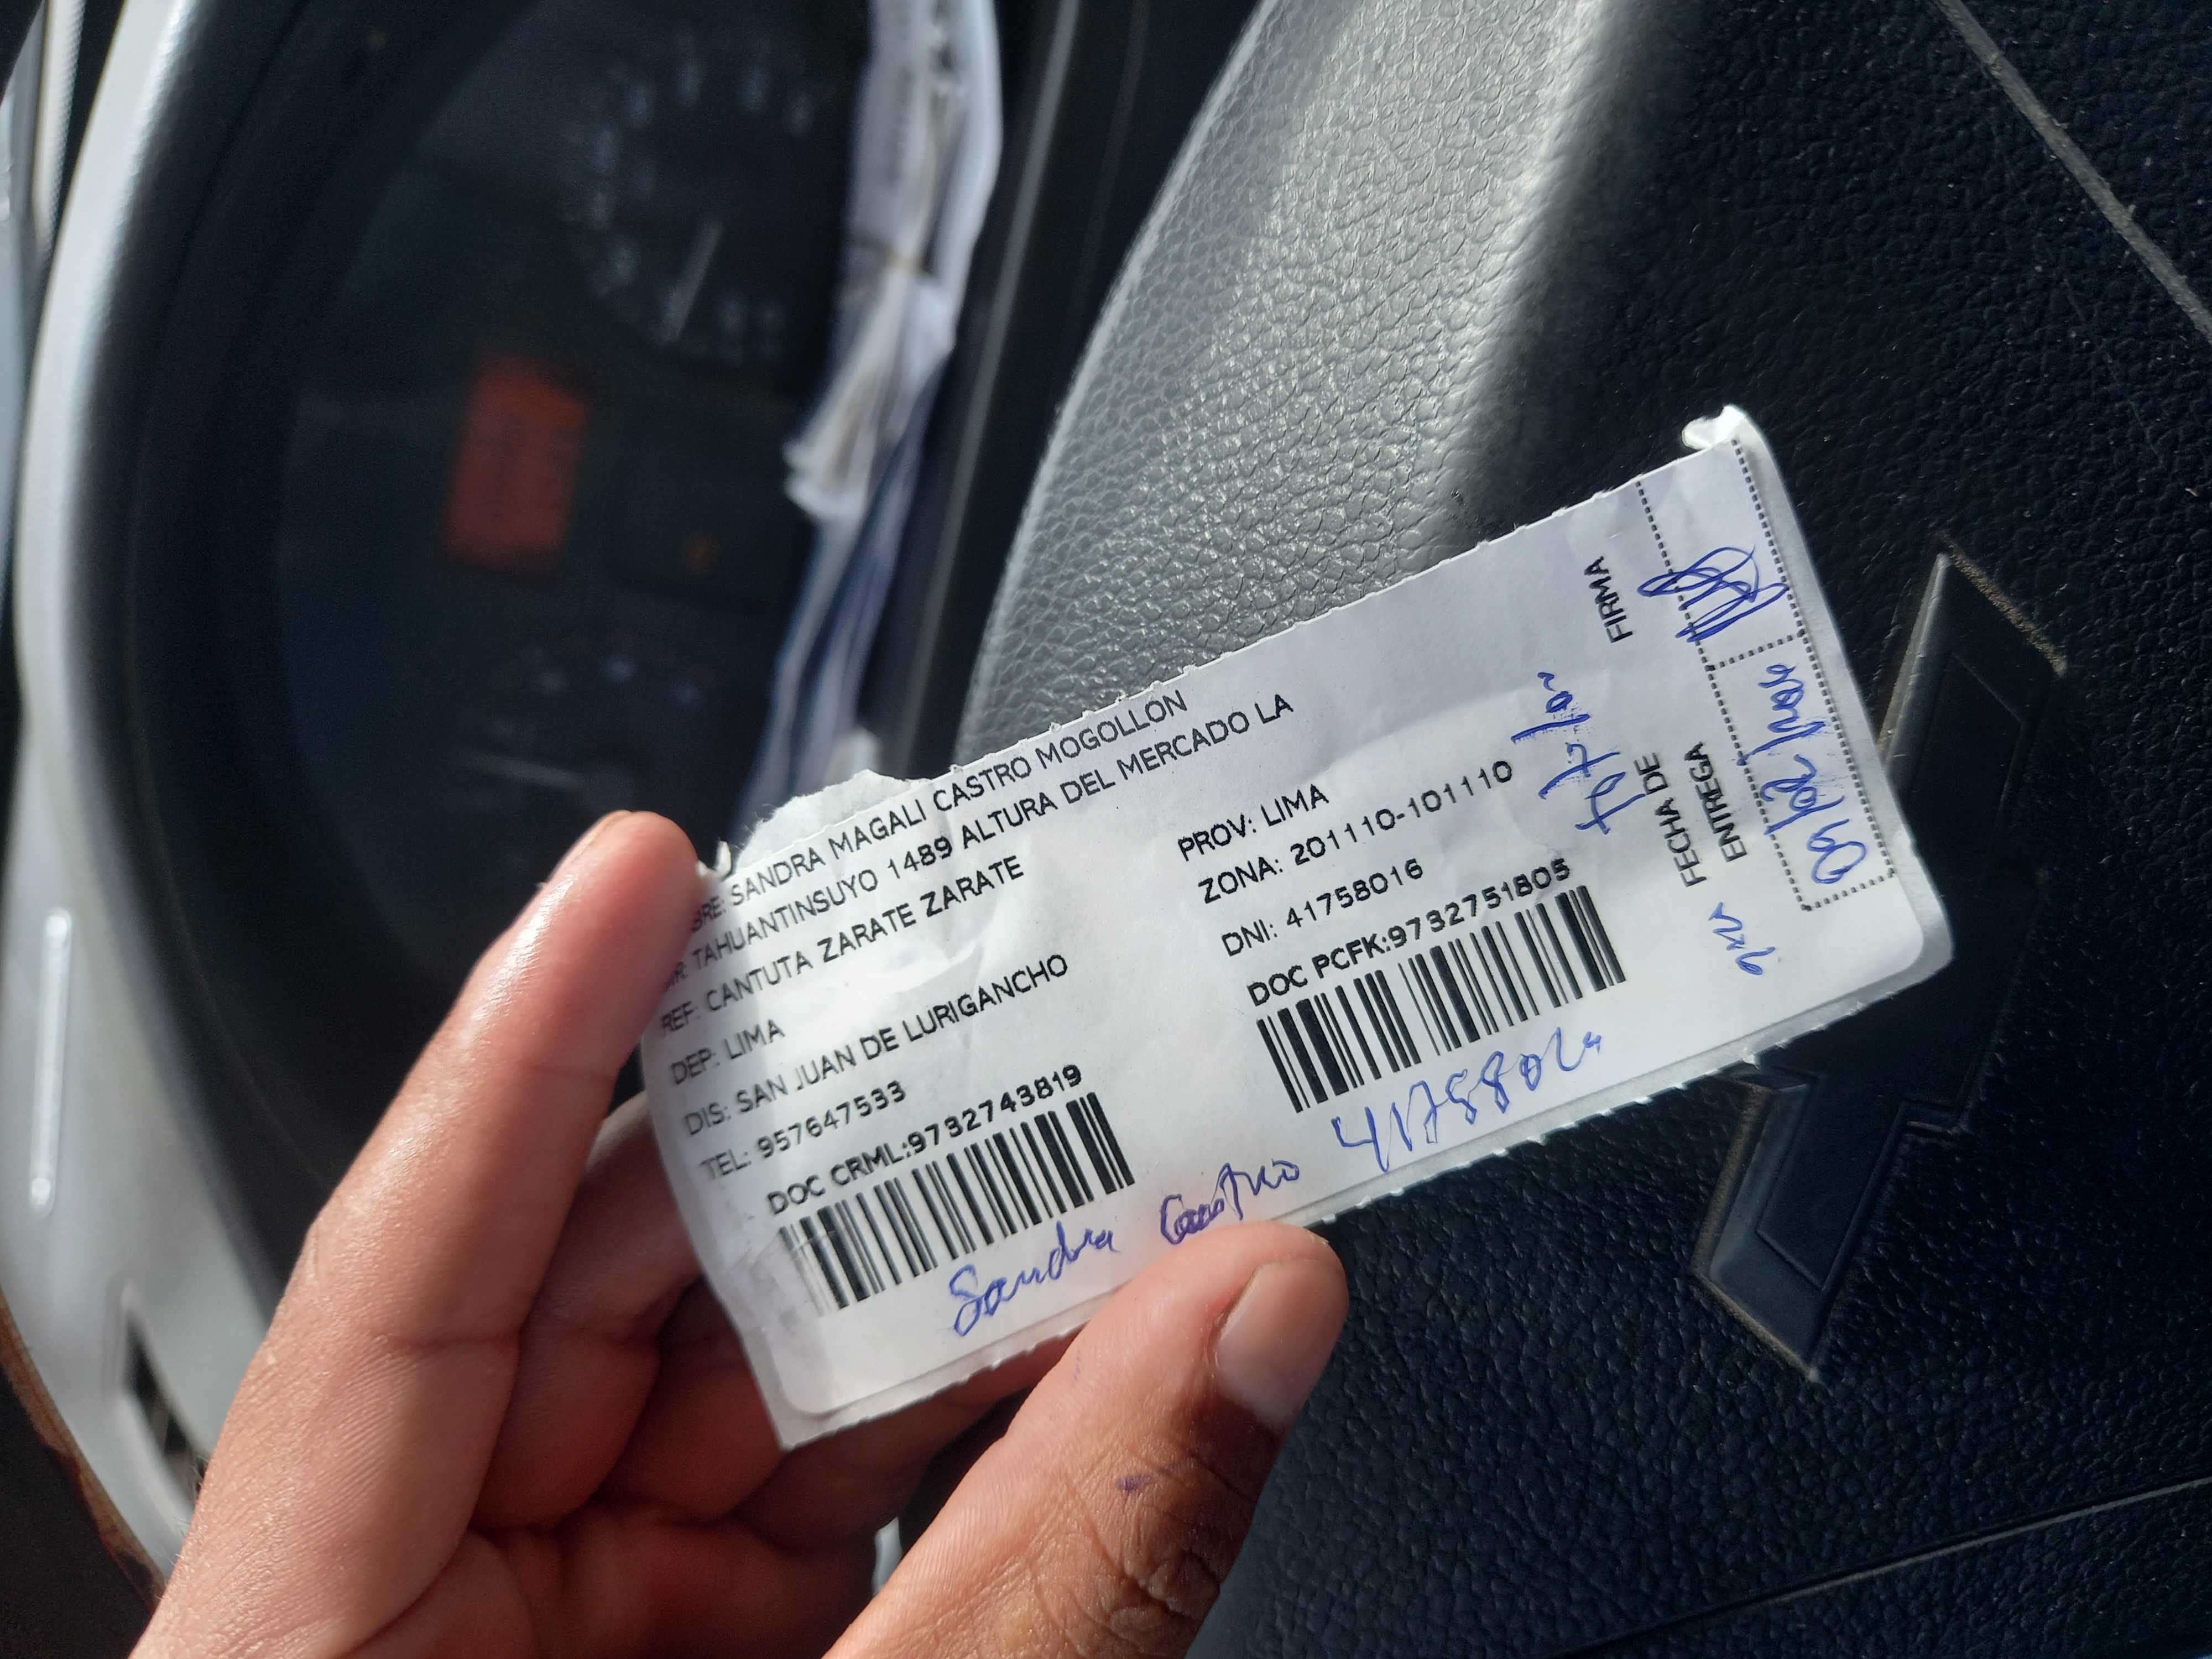 BRE: SANDRA MAGALI CASTRO MOGOLLON
DIR: TAHUANTINSUYO 1489 ALTURA DEL MERCADO LA
REF: CANTUTA ZARATE ZARATE
DEP: LIMA
PROV: LIMA
DIS: SAN JUAN DE LURIGANCHO
ZONA: 201110-101110
TEL: 957647533
DNI: 41758016
DOC CRML:9732743819
DOC PCFK:9732751805
Sandra Castro
FIRMA
FECHA DE
ENTREGA